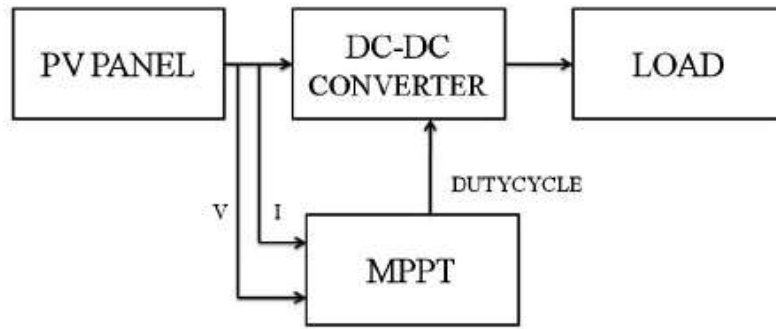 PV PANEL
DC-DC
CONVERTER
LOAD
DUTYCYCLE
V
I
MPPT